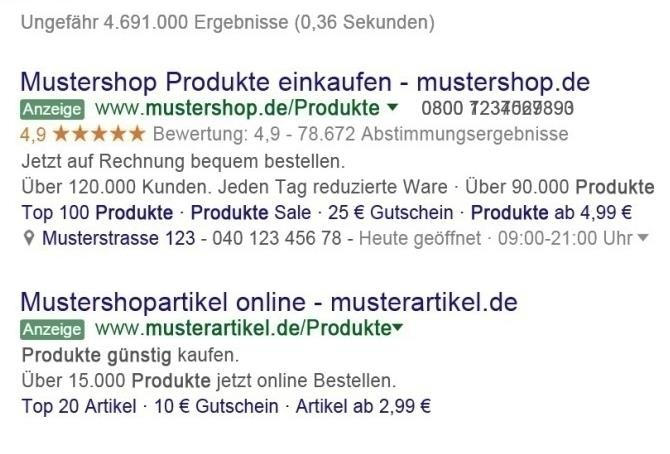 Ungefähr 4.691.000 Ergebnisse (0,36 Sekunden)
Mustershop Produkte einkaufen - mustershop.de
Anzeige www.mustershop.de/Produkte 0800
4,9 ★★★★★ Bewertung: 4,9 - 78.672 Abstimmungsergebnisse
Jetzt auf Rechnung bequem bestellen.
Über 120.000 Kunden. Jeden Tag reduzierte Ware · Über 90.000 Produkte
Top 100 Produkte · Produkte Sale · 25 € Gutschein · Produkte ab 4,99 €
Musterstrasse 123 - 040 123 456 78 - Heute geöffnet · 09:00-21:00 Uhr
Mustershopartikel online - musterartikel.de
Anzeige www.musterartikel.de/Produkte
Produkte günstig kaufen.
Über 15.000 Produkte jetzt online Bestellen.
Top 20 Artikel · 10 € Gutschein · Artikel ab 2,99 €